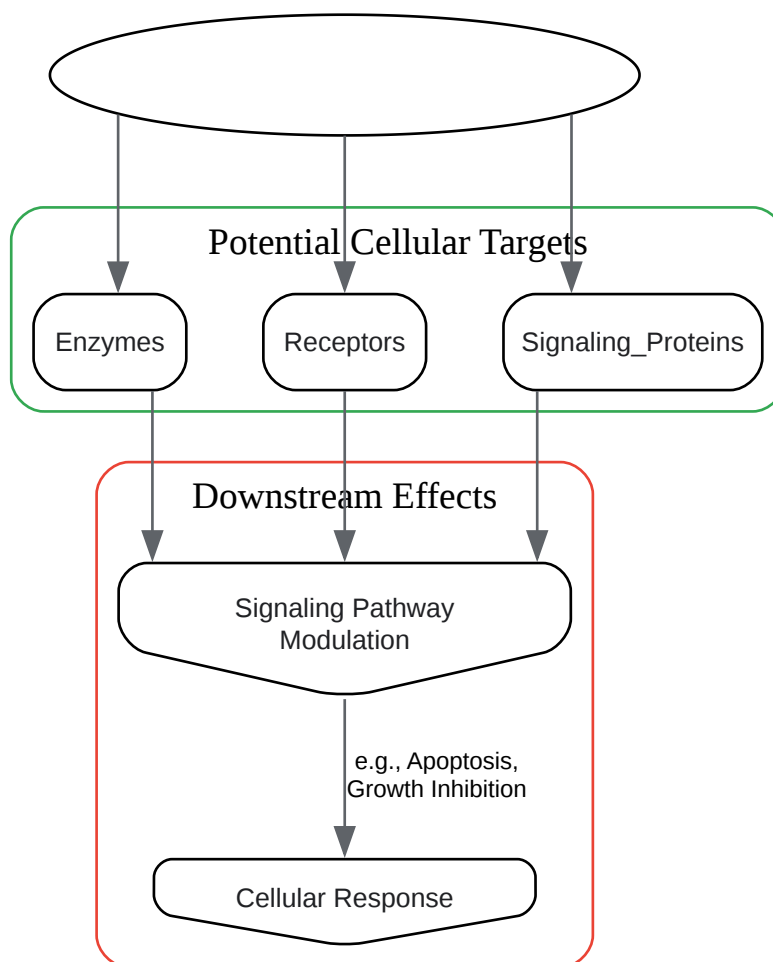 Potential Cellular Targets
Enzymes
Receptors
Signaling_Proteins
Downstream Effects
Signaling Pathway
Modulation
e.g., Apoptosis,
Growth Inhibition
Cellular Response